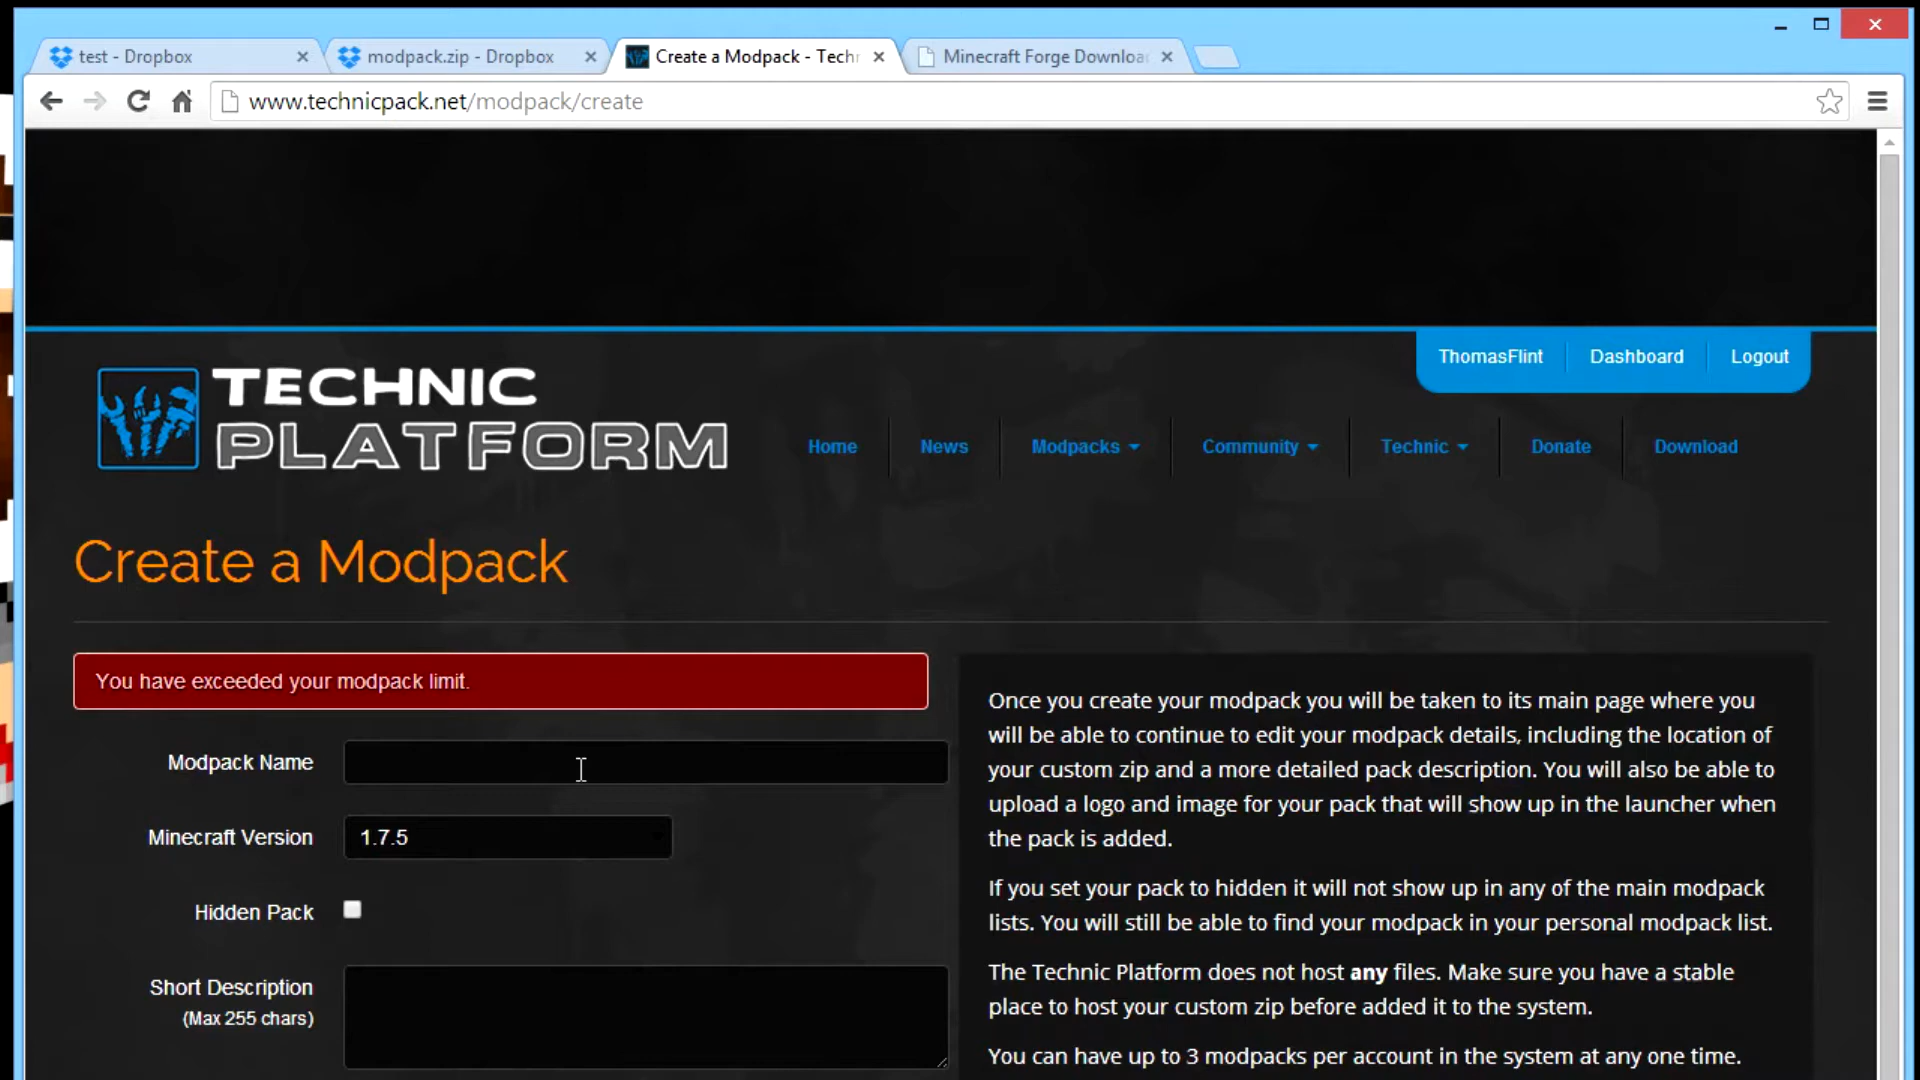 test - Dropbox
modpack.zip - Dropbox
Create a Modpack - Techn
Minecraft Forge Downloa
www.technicpack.net/modpack/create
ThomasFlint
Dashboard
Logout
TECHNIC
PLATFORM
Home
News
Modpacks
Community
Technic
Donate
Download
Create a Modpack
You have exceeded your modpack limit.
Modpack Name
Minecraft Version
1.7.5
Hidden Pack
Short Description
(Max 255 chars)
Once you create your modpack you will be taken to its main page where you
will be able to continue to edit your modpack details, including the location of
your custom zip and a more detailed pack description. You will also be able to
upload a logo and image for your pack that will show up in the launcher when
the pack is added.
If you set your pack to hidden it will not show up in any of the main modpack
lists. You will still be able to find your modpack in your personal modpack list.
The Technic Platform does not host any files. Make sure you have a stable
place to host your custom zip before added it to the system.
You can have up to 3 modpacks per account in the system at any one time.